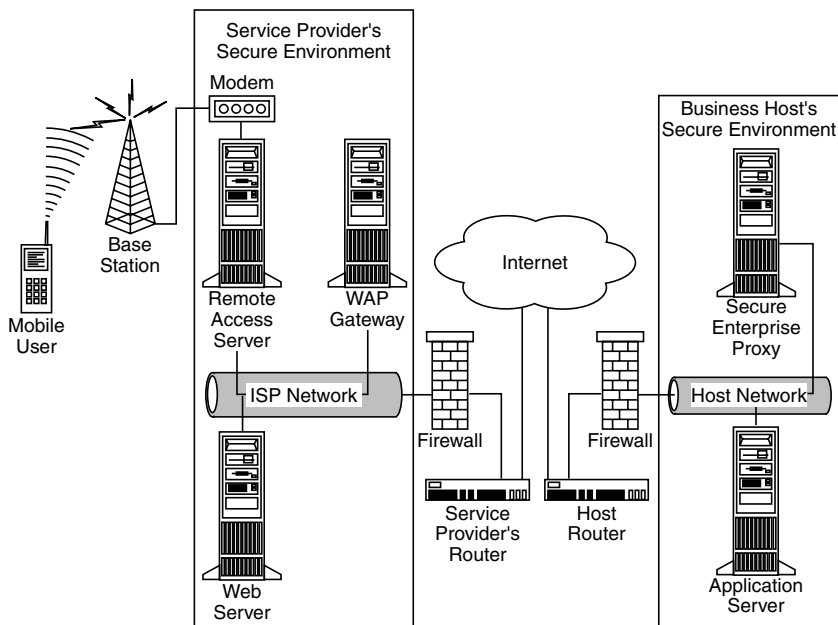 Service Provider's
Secure Environment
Modem
Business Host's
Secure Environment
Base
Station
Mobile
User
Remote
Access
Server
WAP
Gateway
Internet
Secure
Enterprise
Proxy
ISP Network
Host Network
Firewall
Firewall
Service
Provider's
Router
Host
Router
Web
Server
Application
Server